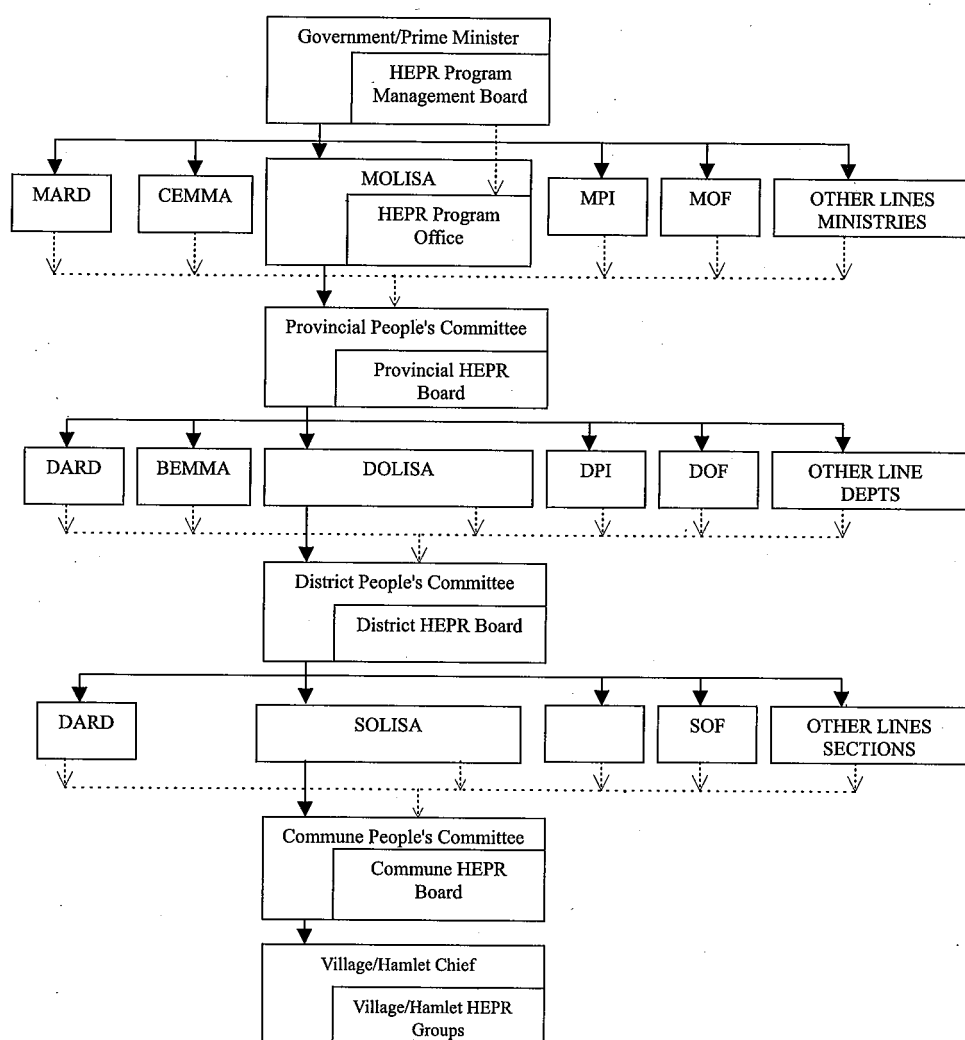 Government/Prime Minister
HEPR Program
Management Board
MARD
CEMMA
MOLISA
HEPR Program
Office
MPI
MOF
OTHER LINES
MINISTRIES
Provincial People's Committee
Provincial HEPR
Board
DARD
BEMMA
DOLISA
DPI
DOF
OTHER LINE
DEPTS
District People's Committee
District HEPR Board
DARD
SOLISA
SOF
OTHER LINES
SECTIONS
Commune People's Committee
Commune HEPR
Board
Village/Hamlet Chief
Village/Hamlet HEPR
Groups